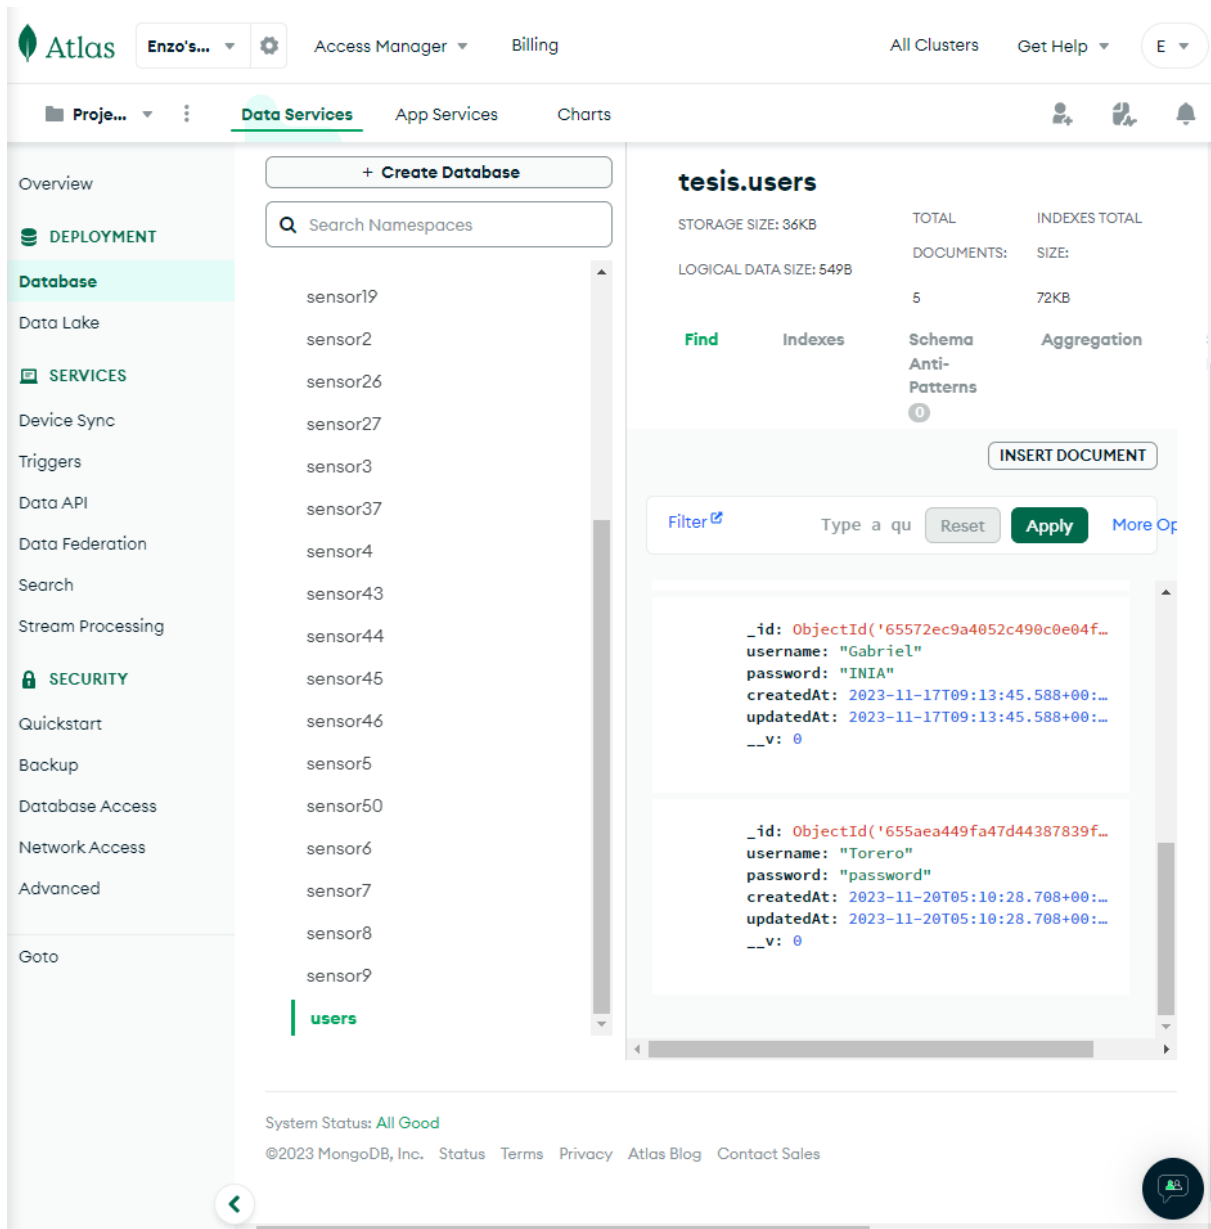 Atlas
Enzo's...
Access Manager
Billing
All Clusters
Get Help
E
Proje...
Data Services
App Services
Charts
Overview
DEPLOYMENT
Database
Data Lake
SERVICES
Device Sync
Triggers
Data API
Data Federation
Search
Stream Processing
SECURITY
Quickstart
Backup
Database Access
Network Access
Advanced
Goto
+ Create Database
Search Namespaces
sensor19
sensor2
sensor26
sensor27
sensor3
sensor37
sensor4
sensor43
sensor44
sensor45
sensor46
sensor5
sensor50
sensor6
sensor7
sensor8
sensor9
users
tesis.users
STORAGE SIZE: 36KB
LOGICAL DATA SIZE: 549B
TOTAL
DOCUMENTS:
5
INDEXES TOTAL
SIZE:
72KB
Find
Indexes
Schema
Anti-
Patterns
0
Aggregation
INSERT DOCUMENT
Filter
Type a qu
Reset
Apply
More Op
_id: ObjectId('65572ec9a4052c490c0e04f…
username: "Gabriel"
password: "INIA"
createdAt: 2023-11-17T09:13:45.588+00:…
updatedAt: 2023-11-17T09:13:45.588+00:…
__v: 0
_id: ObjectId('655aea449fa47d44387839f…
username: "Torero"
password: "password"
createdAt: 2023-11-20T05:10:28.708+00:…
updatedAt: 2023-11-20T05:10:28.708+00:…
__v: 0
System Status: All Good
©2023 MongoDB, Inc. Status Terms Privacy Atlas Blog Contact Sales